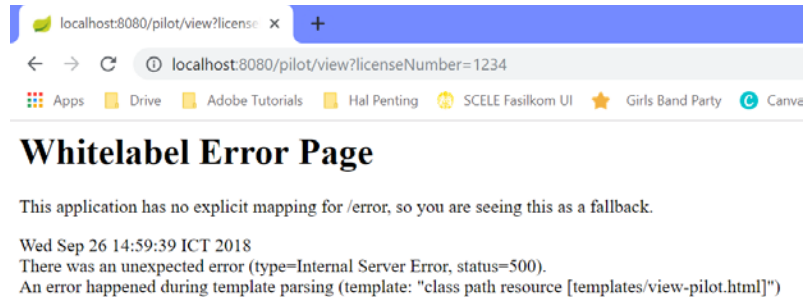 localhost:8080/pilot/view?license
localhost:8080/pilot/view?licenseNumber=1234
Apps Drive Adobe Tutorials Hal Penting SCELE Fasilkom UI Girls Band Party Canva
Whitelabel Error Page
This application has no explicit mapping for /error, so you are seeing this as a fallback.
Wed Sep 26 14:59:39 ICT 2018
There was an unexpected error (type=Internal Server Error, status=500).
An error happened during template parsing (template: "class path resource [templates/view-pilot.html]")